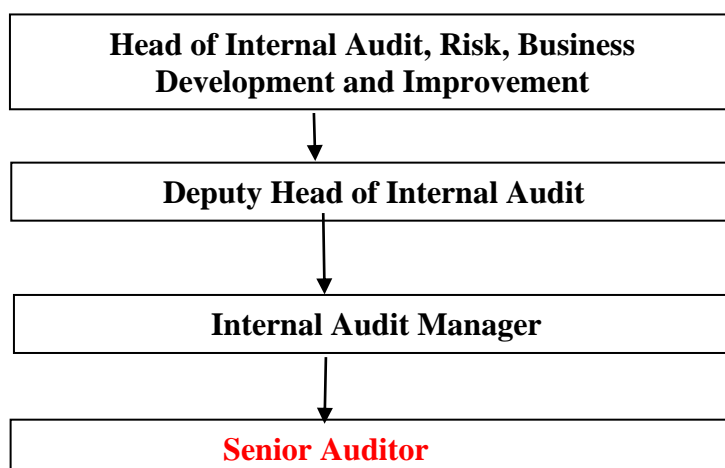 Head of Internal Audit, Risk, Business
Development and Improvement
Deputy Head of Internal Audit
Internal Audit Manager
Senior Auditor